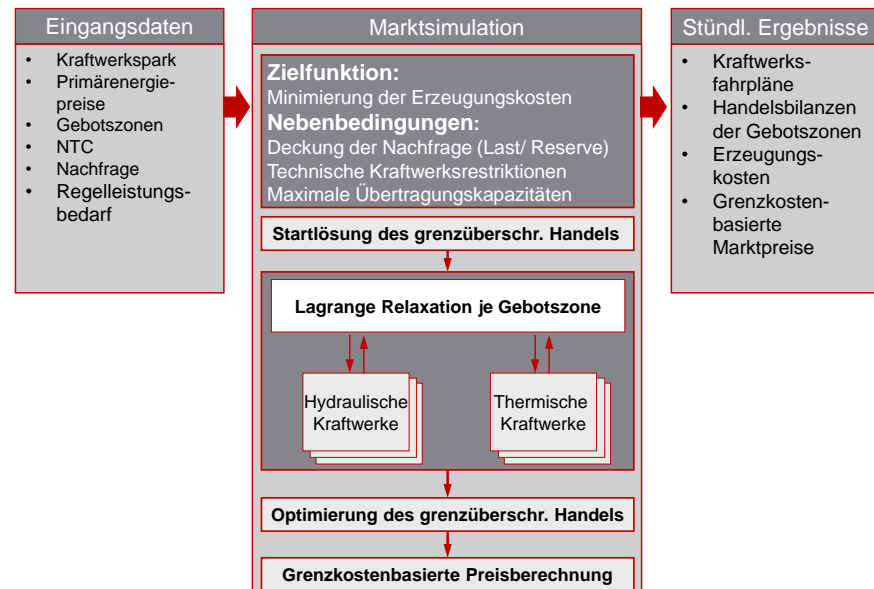 Eingangsdaten
• Kraftwerkspark
• Primärenergie-
preise
• Gebotszonen
• NTC
• Nachfrage
• Regelleistungs-
bedarf
Marktsimulation
Zielfunktion:
Minimierung der Erzeugungskosten
Nebenbedingungen:
Deckung der Nachfrage (Last/ Reserve)
Technische Kraftwerksrestriktionen
Maximale Übertragungskapazitäten
Startlösung des grenzüberschr. Handels
Lagrange Relaxation je Gebotszone
Hydraulische
Kraftwerke
Thermische
Kraftwerke
Optimierung des grenzüberschr. Handels
Grenzkostenbasierte Preisberechnung
Stündl. Ergebnisse
• Kraftwerks-
fahrpläne
• Handelsbilanzen
der Gebotszonen
• Erzeugungs-
kosten
• Grenzkosten-
basierte
Marktpreise